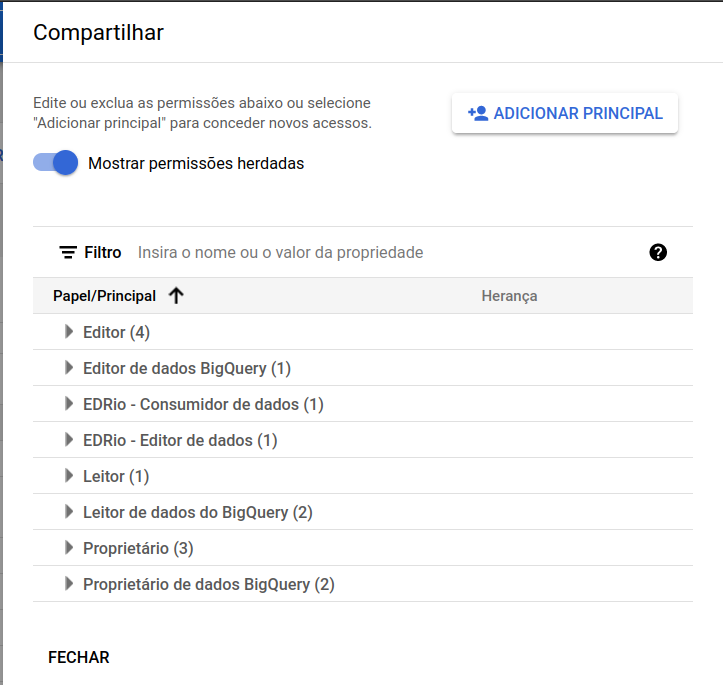 Compartilhar
Edite ou exclua as permissões abaixo ou selecione
"Adicionar principal" para conceder novos acessos.
ADICIONAR PRINCIPAL
Mostrar permissões herdadas
Filtro Insira o nome ou o valor da propriedade
Papel/Principal Herança
Editor (4)
Editor de dados BigQuery (1)
EDRio - Consumidor de dados (1)
EDRio - Editor de dados (1)
Leitor (1)
Leitor de dados do BigQuery (2)
Proprietário (3)
Proprietário de dados BigQuery (2)
FECHAR